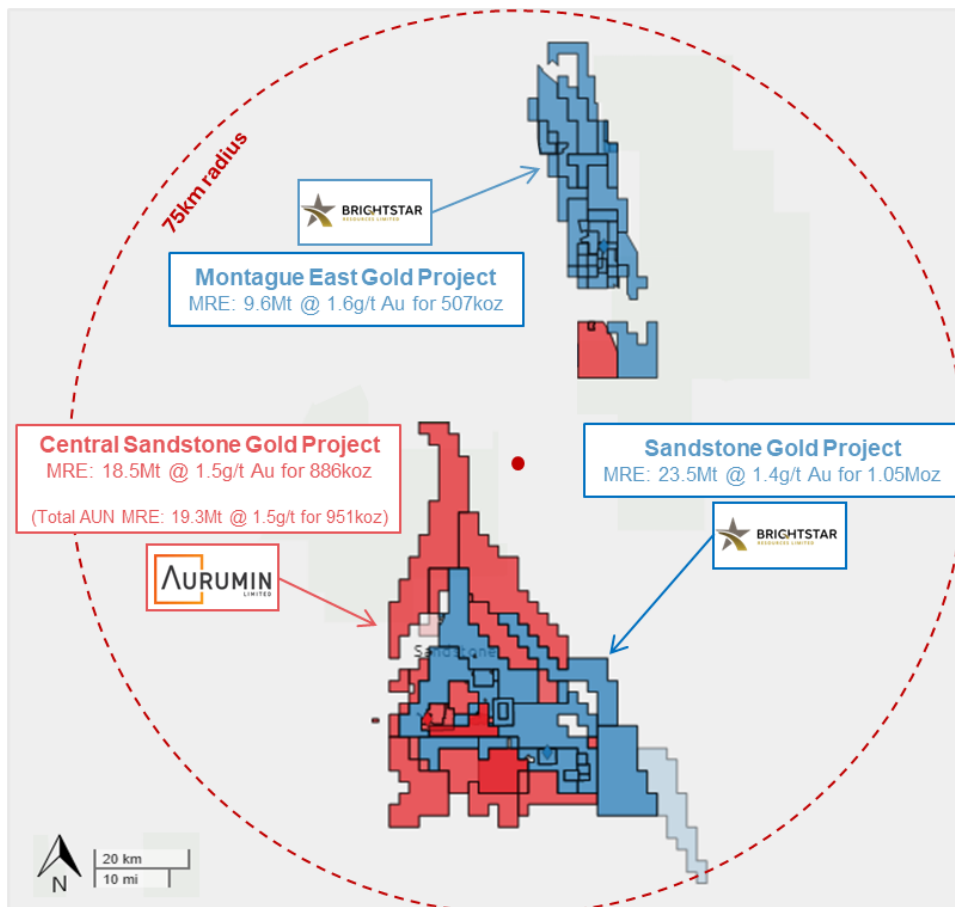 75km radius
BRIGHTSTAR
RESOURCES LIMITED
Montague East Gold Project
MRE: 9.6Mt @ 1.6g/t Au for 507koz
Central Sandstone Gold Project
MRE: 18.5Mt @ 1.5g/t Au for 886koz
(Total AUN MRE: 19.3Mt @ 1.5g/t for 951koz)
Sandstone Gold Project
MRE: 23.5Mt @ 1.4g/t Au for 1.05Moz
BRIGHTSTAR
RESOURCES LIMITED
AURUMIN
LIMITED
Sandstone
20 km
10 mi
N